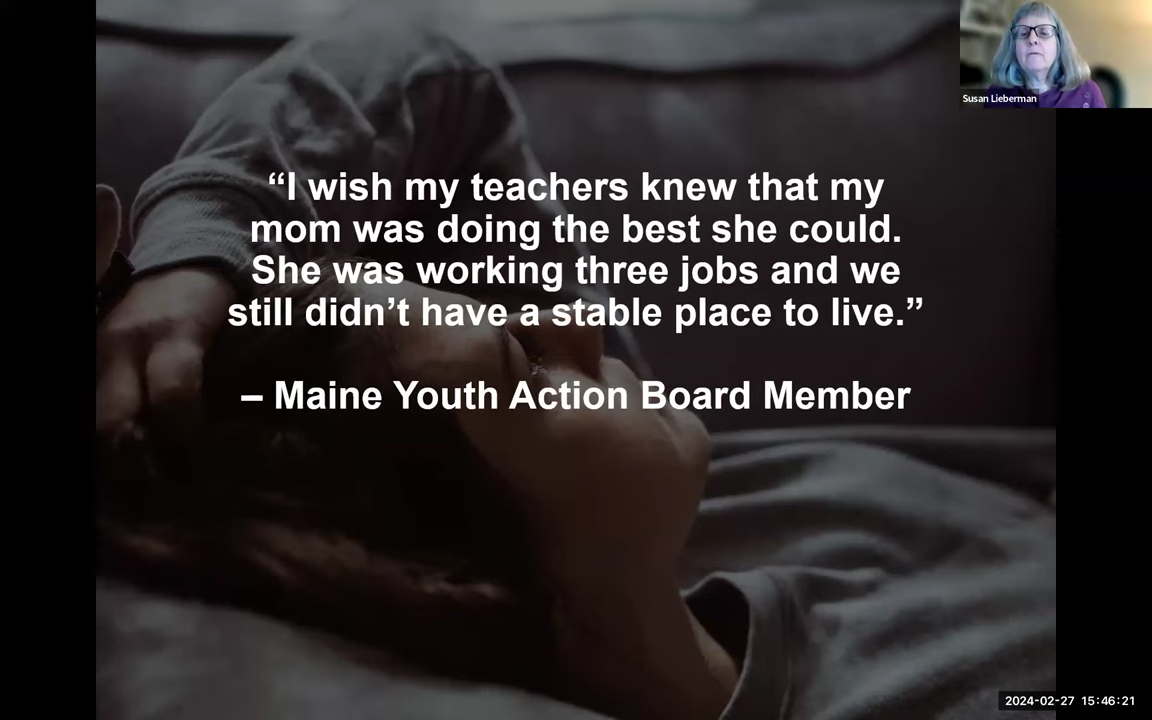 Susan Lieberman
“I wish my teachers knew that my
mom was doing the best she could.
She was working three jobs and we
still didn’t have a stable place to live.”
– Maine Youth Action Board Member
2024-02-27 15:46:21